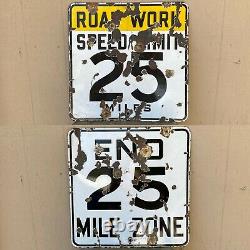 ROAD WORK
SPEED LIMIT
25
MILES
END
25
MILE ZONE